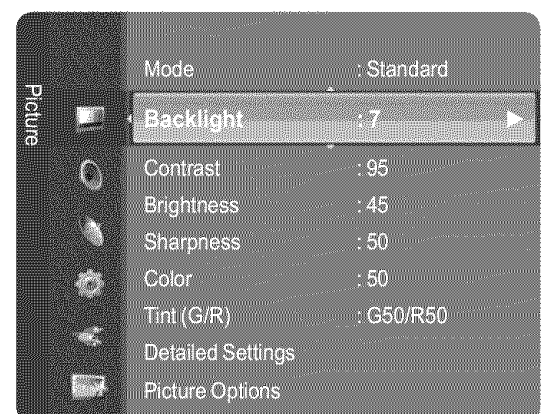 Picture
Mode : Standard
Backlight : 7
Contrast : 95
Brightness : 45
Sharpness : 50
Color : 50
Tint (G/R) : G50/R50
Detailed Settings
Picture Options